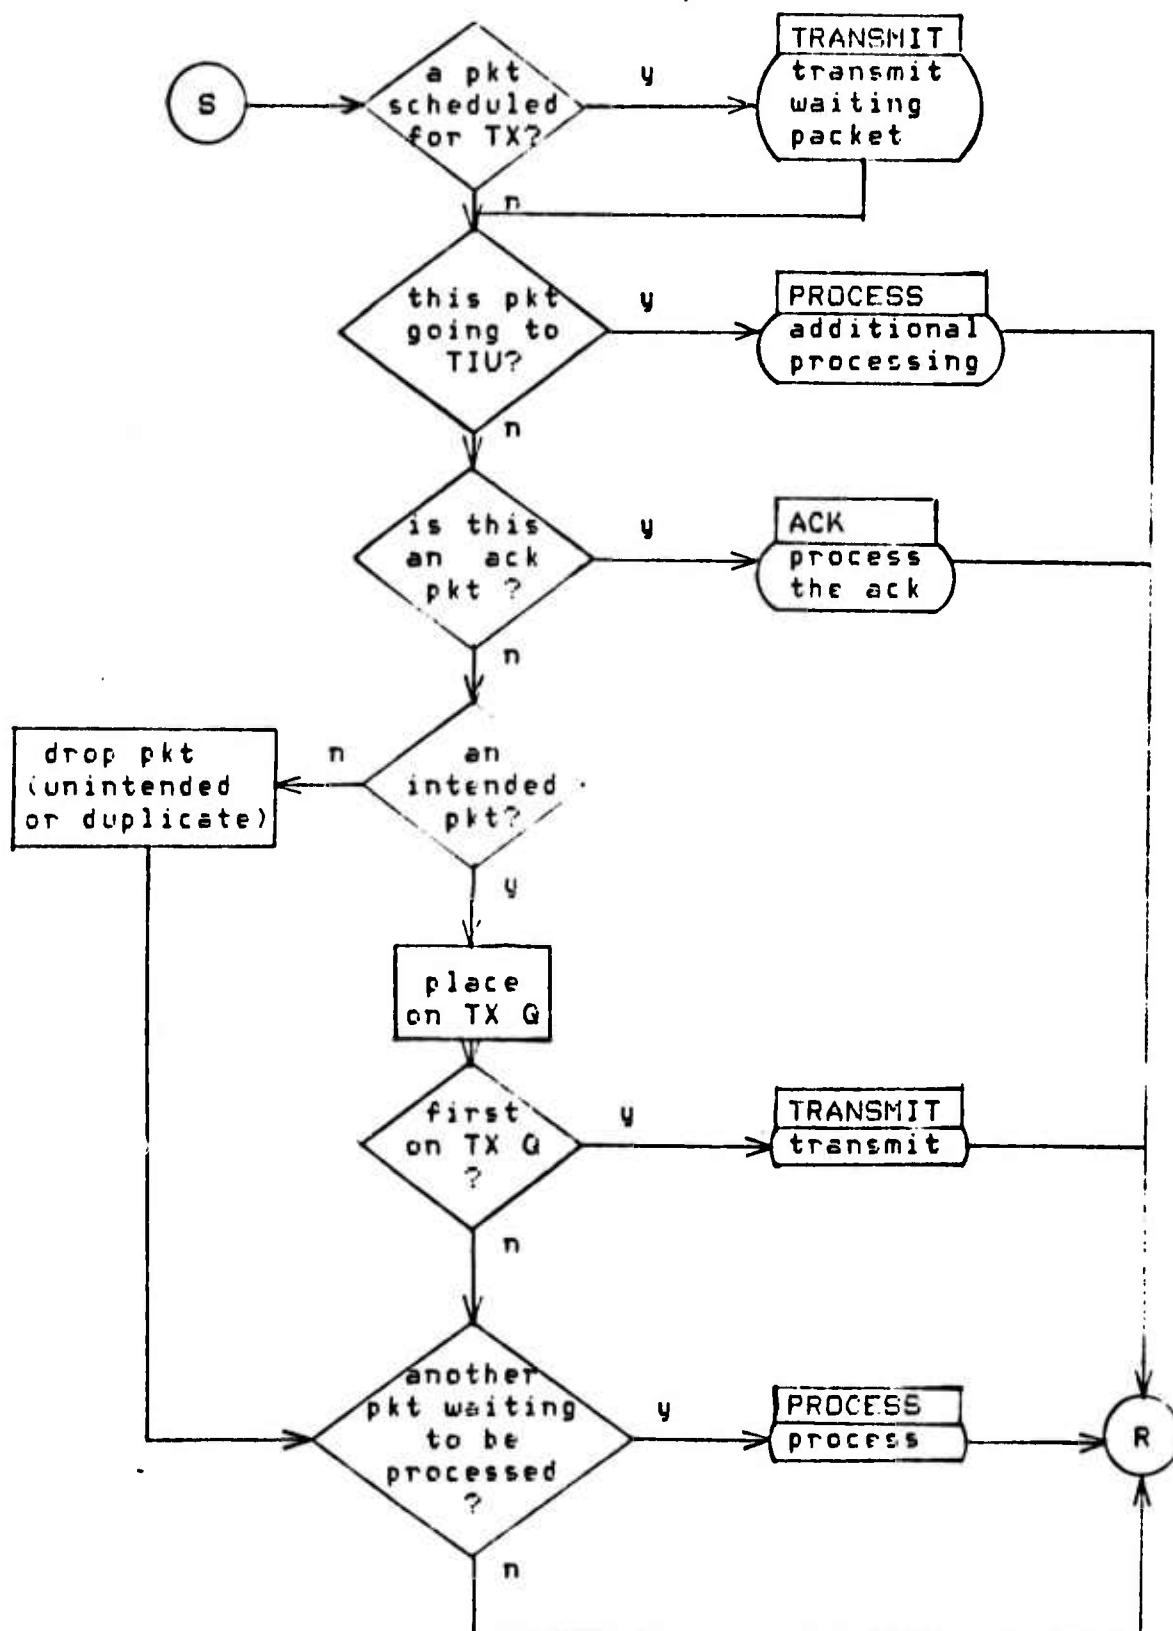 a pkt
scheduled
for TX?
S
y
TRANSMIT
transmit
waiting
packet
n
this pkt
going to
TIU?
y
PROCESS
additional
processing
n
is this
an ack
pkt ?
y
ACK
process
the ack
n
an
intended
pkt?
n
drop pkt
(unintended
or duplicate)
y
place
on TX Q
first
on TX Q
?
y
TRANSMIT
transmit
n
another
pkt waiting
to be
processed
?
y
PROCESS
process
R
n